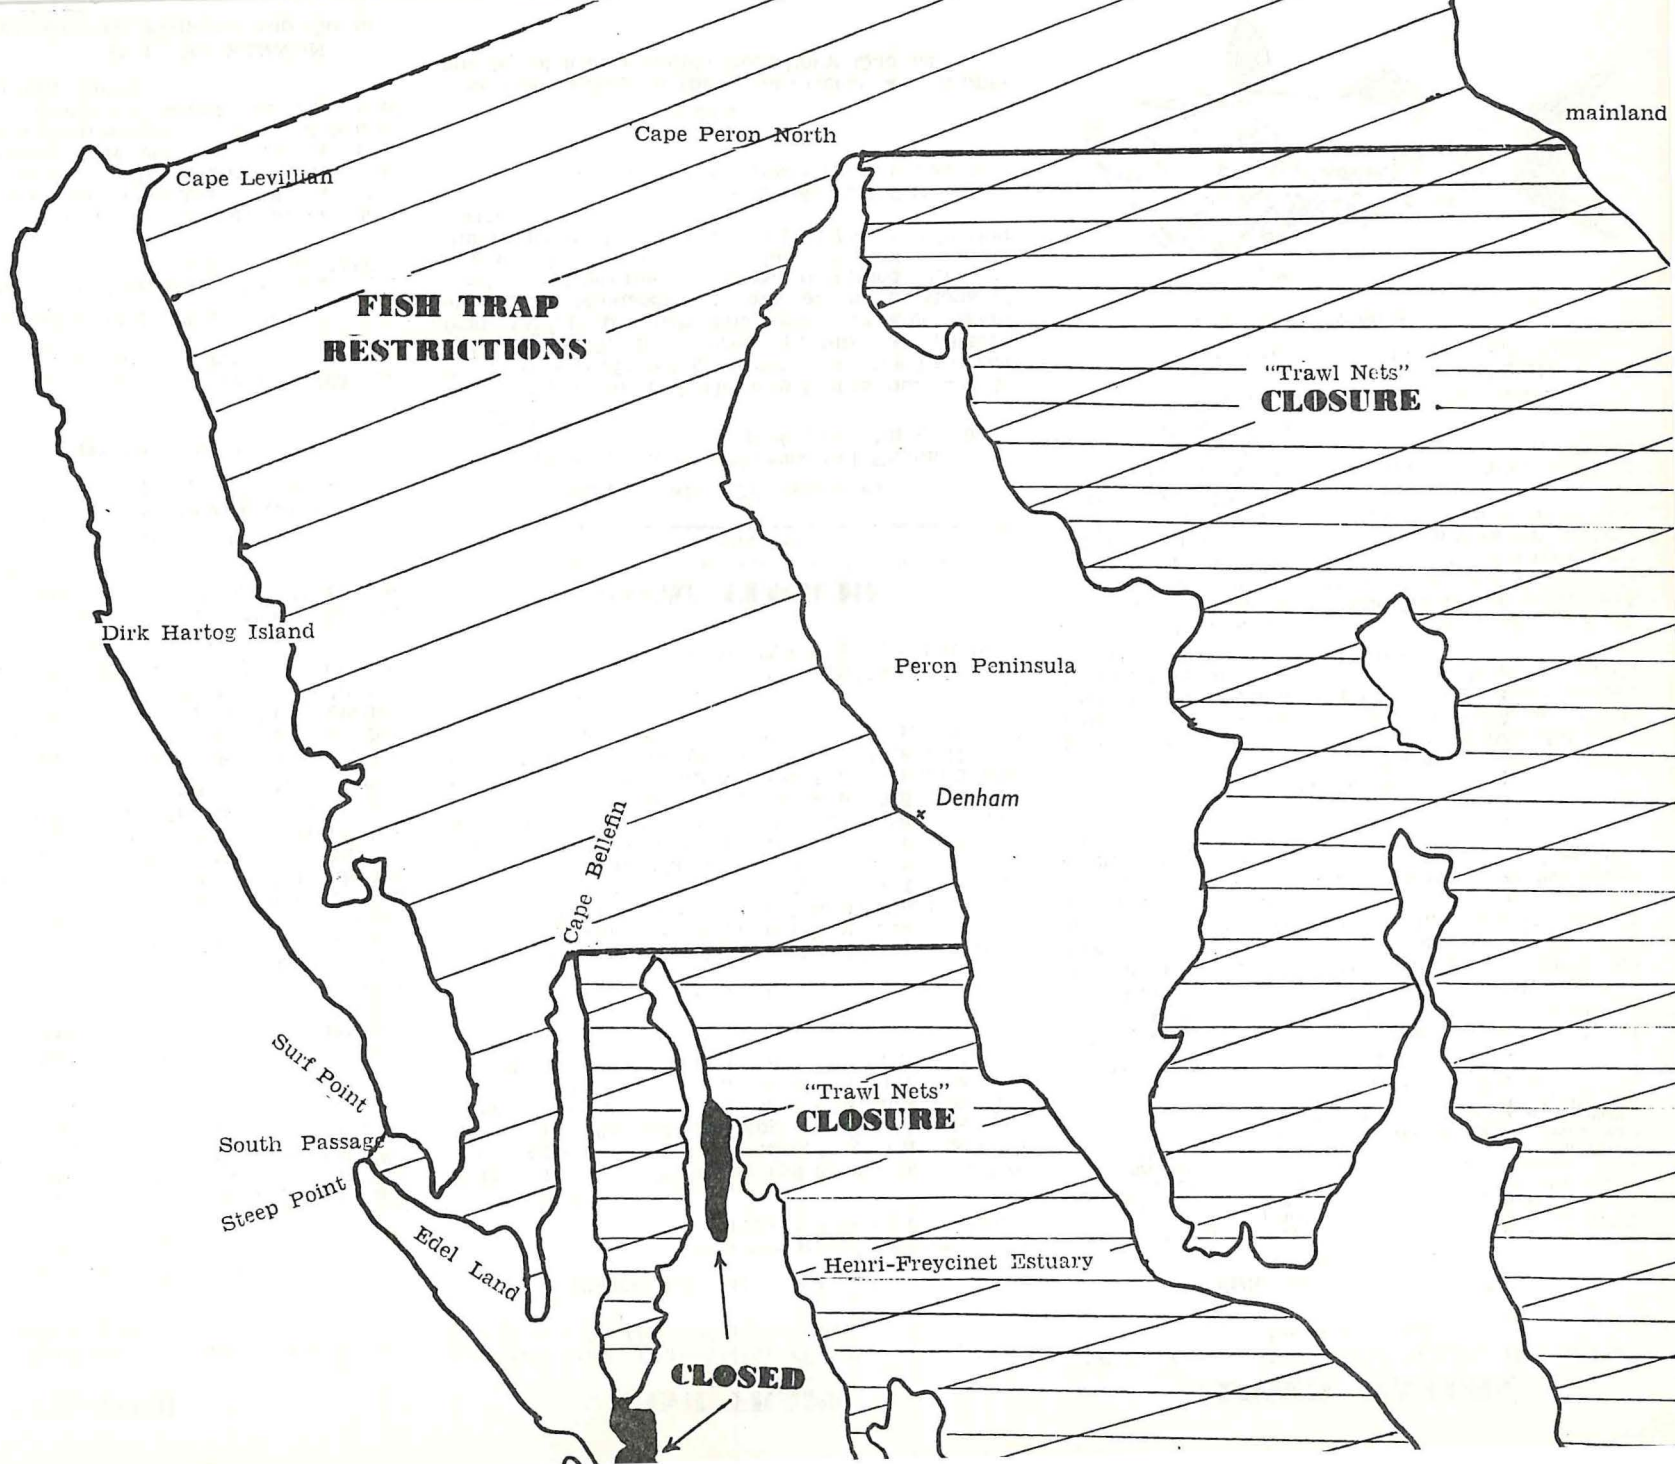 mainland
Cape Peron North
Cape Levillian
FISH TRAP
RESTRICTIONS
"Trawl Nets"
CLOSURE
Dirk Hartog Island
Peron Peninsula
Denham
Cape Bellefin
Surf Point
South Passage
Steep Point
Edel Land
"Trawl Nets"
CLOSURE
Henri-Freycinet Estuary
CLOSED